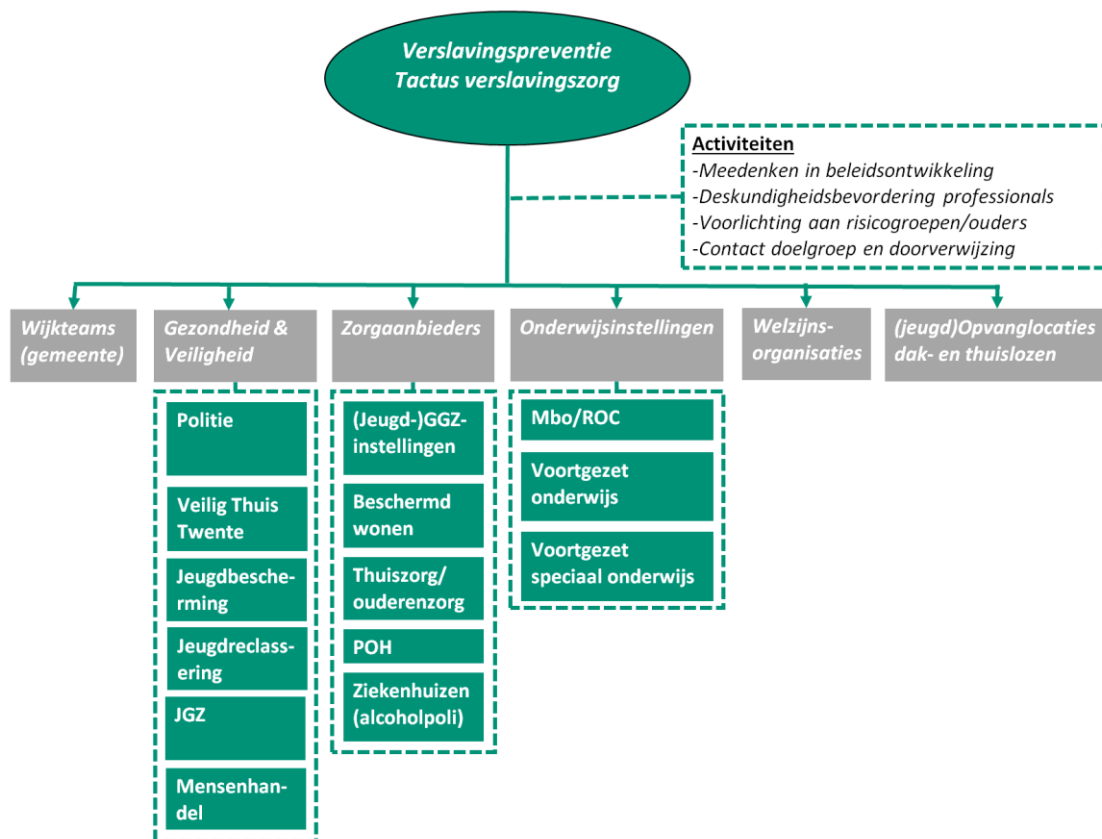 Verslavingspreventie
Tactus verslavingszorg
Activiteiten
-Meedenken in beleidsontwikkeling
-Deskundigheidsbevordering professionals
-Voorlichting aan risicogroepen/ouders
-Contact doelgroep en doorverwijzing
Wijkteams
(gemeente)
Gezondheid &
Veiligheid
Zorgaanbieders
Onderwijsinstellingen
Welzijns-
organisaties
(jeugd)Opvanglocaties
dak- en thuislozen
Politie
Veilig Thuis
Twente
Jeugdbesche-
rming
Jeugdreclass-
ering
JGZ
Mensenhan-
del
(Jeugd-)GGZ-
instellingen
Beschermd
wonen
Thuiszorg/
ouderenzorg
POH
Ziekenhuizen
(alcoholpoli)
Mbo/ROC
Voortgezet
onderwijs
Voortgezet
speciaal onderwijs